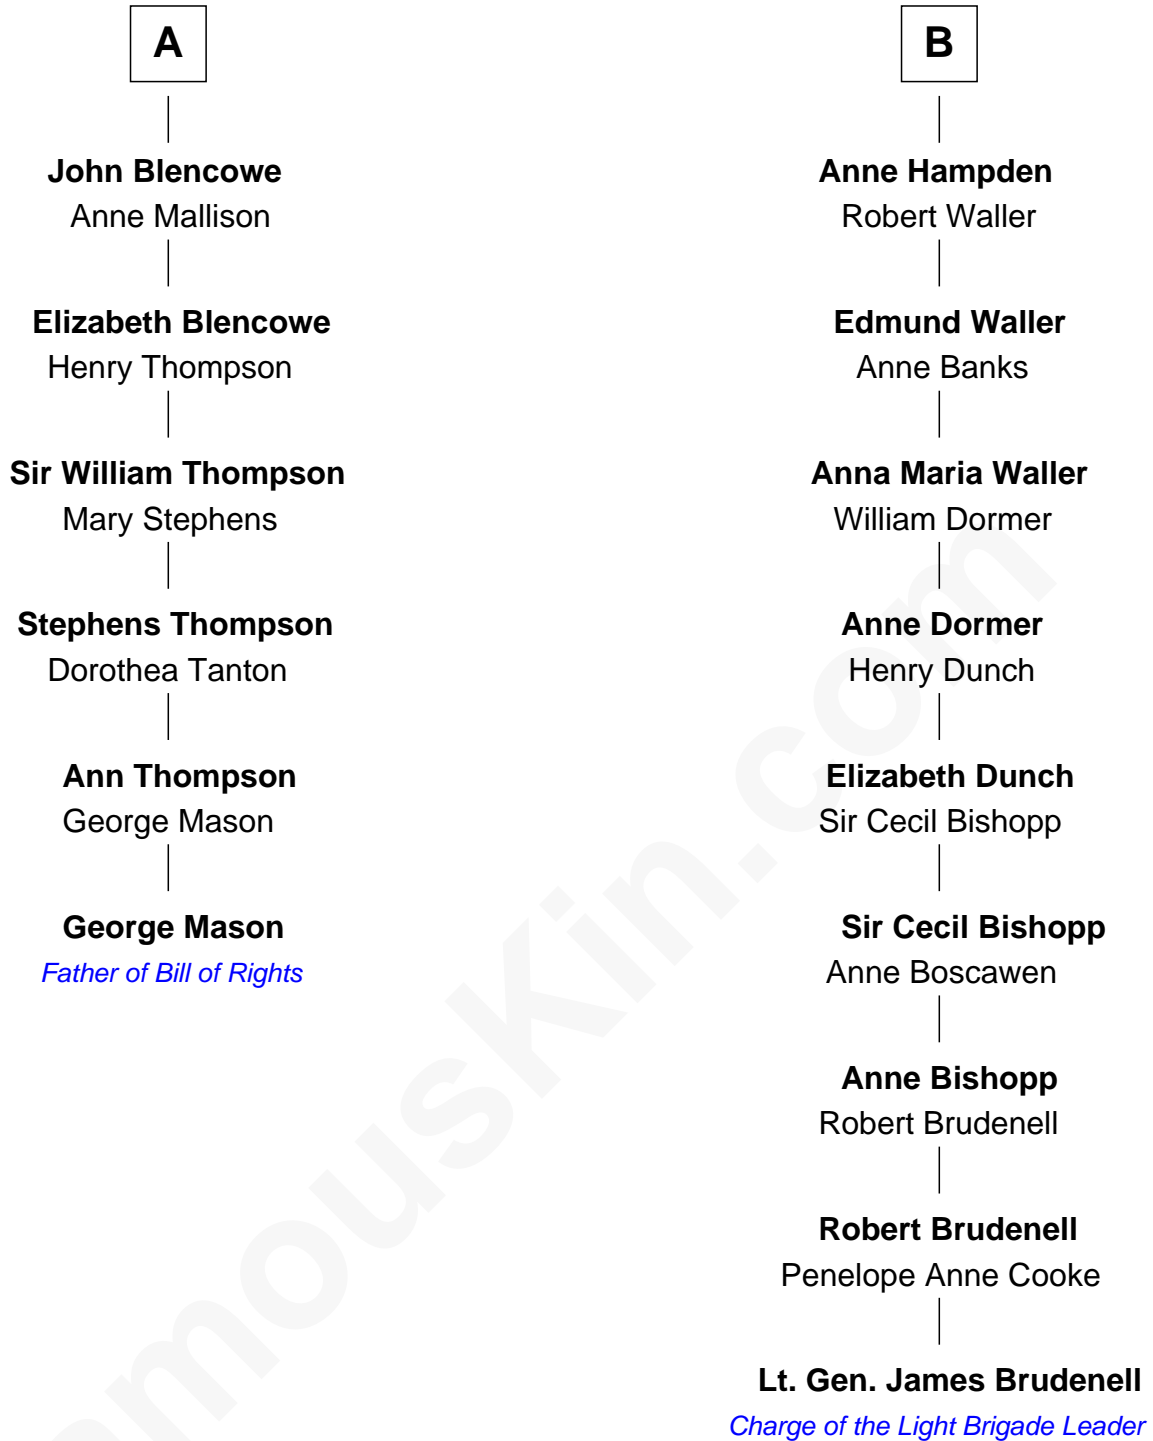 A
John Blencowe
Anne Mallison
Elizabeth Blencowe
Henry Thompson
Sir William Thompson
Mary Stephens
Stephens Thompson
Dorothea Tanton
Ann Thompson
George Mason
George Mason
Father of Bill of Rights
B
Anne Hampden
Robert Waller
Edmund Waller
Anne Banks
Anna Maria Waller
William Dormer
Anne Dormer
Henry Dunch
Elizabeth Dunch
Sir Cecil Bishopp
Sir Cecil Bishopp
Anne Boscawen
Anne Bishopp
Robert Brudenell
Robert Brudenell
Penelope Anne Cooke
Lt. Gen. James Brudenell
Charge of the Light Brigade Leader
amousKin.com